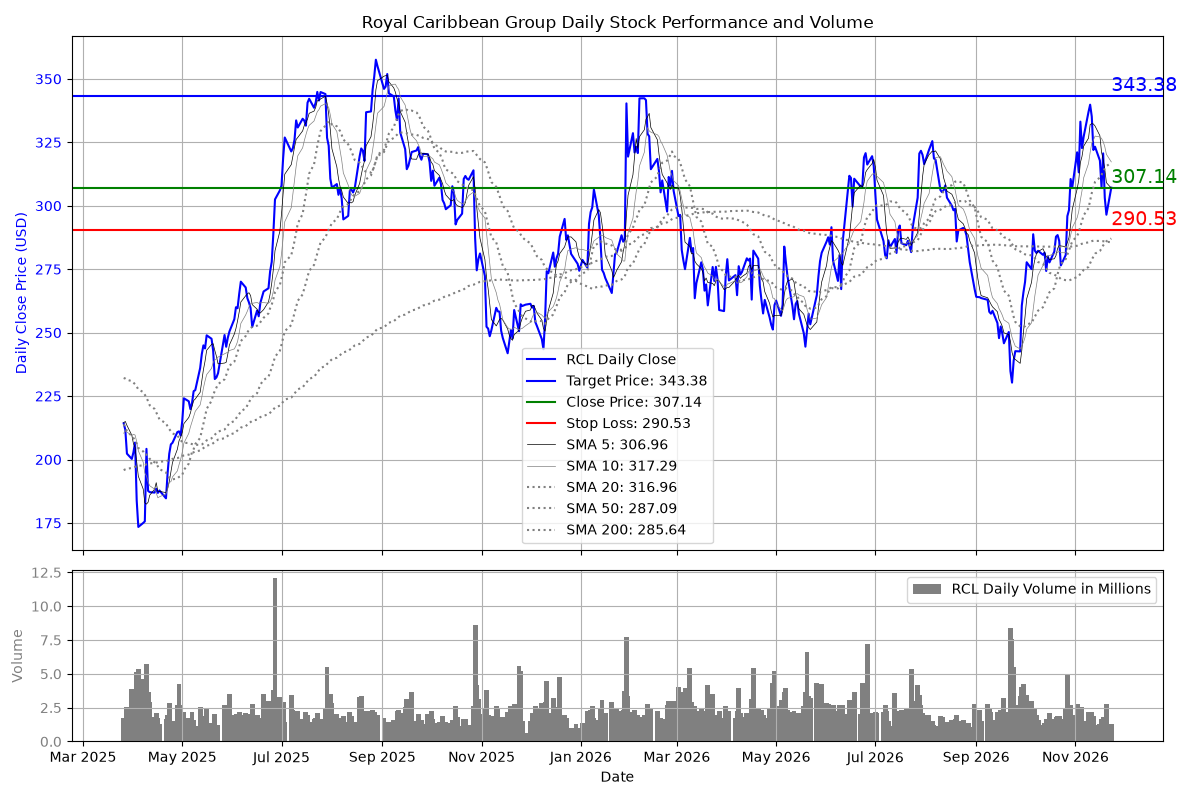 Royal Caribbean Group Daily Stock Performance and Volume
Daily Close Price (USD)
350
325
300
275
250
225
200
175
343.38
307.14
290.53
RCL Daily Close
Target Price: 343.38
Close Price: 307.14
Stop Loss: 290.53
SMA 5: 306.96
SMA 10: 317.29
SMA 20: 316.96
SMA 50: 287.09
SMA 200: 285.64
Volume
12.5
10.0
7.5
5.0
2.5
0.0
RCL Daily Volume in Millions
Mar 2025 May 2025 Jul 2025 Sep 2025 Nov 2025 Jan 2026 Mar 2026 May 2026 Jul 2026 Sep 2026 Nov 2026
Date